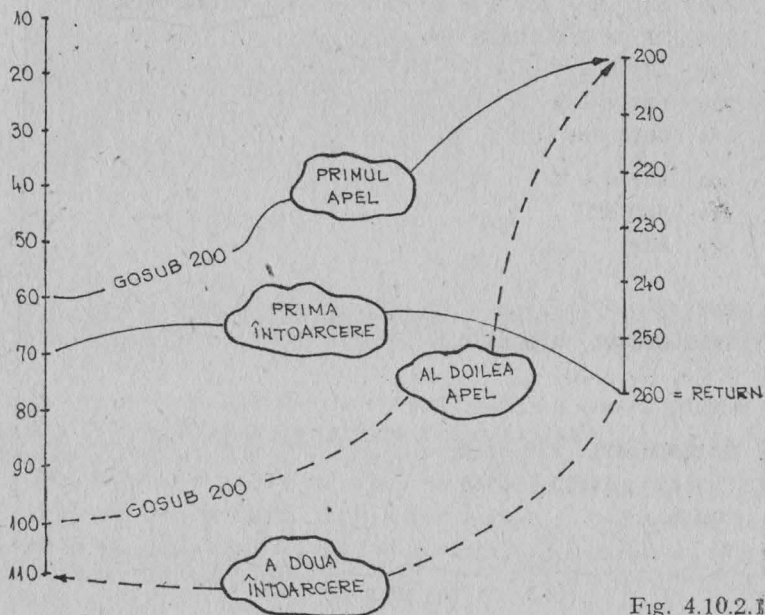 10
20
30
40
50
60
70
80
90
100
110
PRIMUL
APEL
GOSUB 200
PRIMA
ÎNTOARCERE
AL DOILEA
APEL
GOSUB 200
A DOUA
ÎNTOARCERE
200
210
220
230
240
250
260 = RETURN
Fig. 4.10.2.1